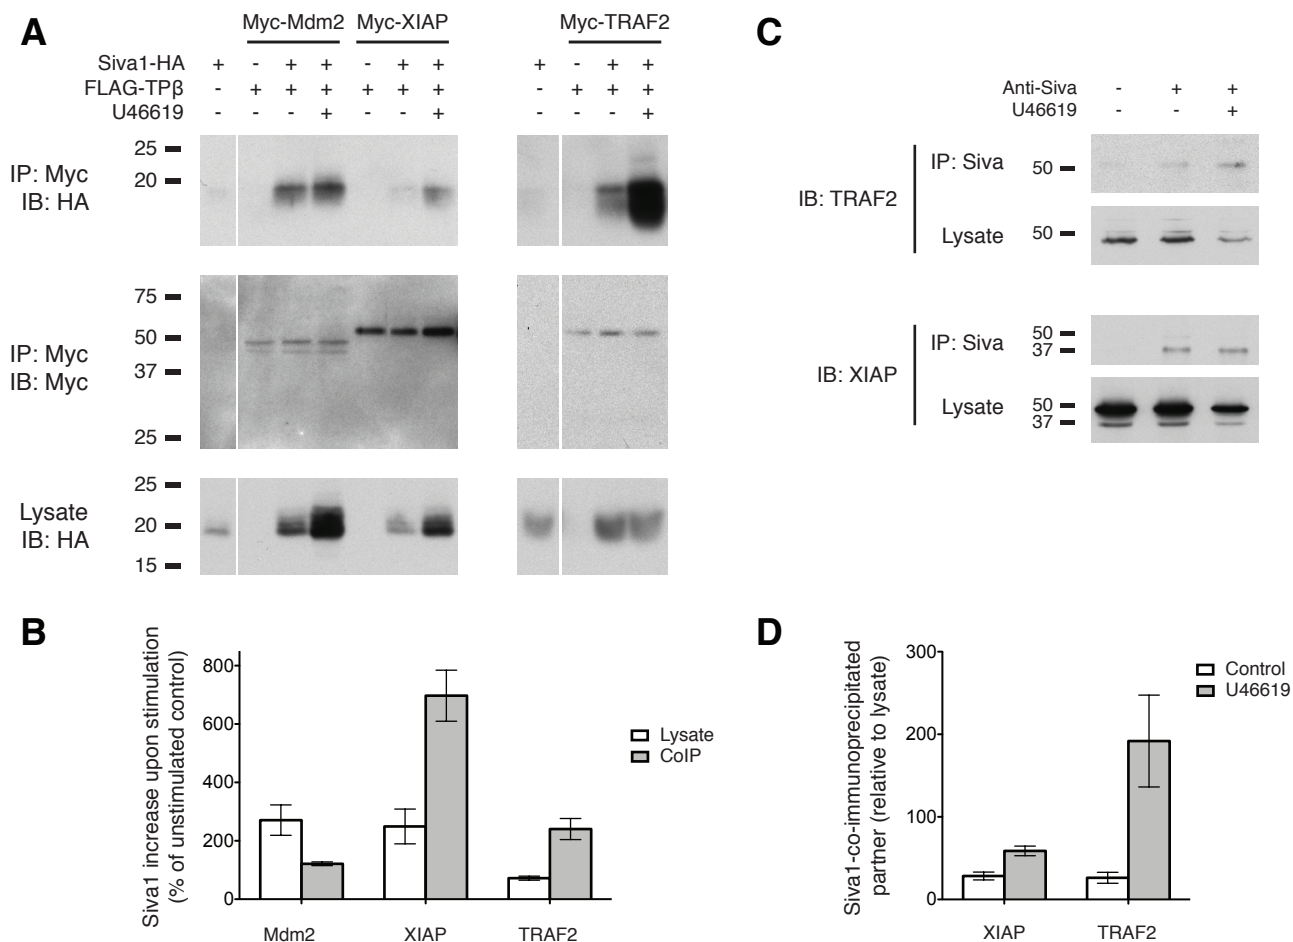 A
Myc-Mdm2 Myc-XIAP Myc-TRAF2
Siva1-HA + - + + - + + + - + +
FLAG-TPβ - + + + + + + - + + +
U46619 - - - + - - + - - - +
IP: Myc
IB: HA
25
20
IP: Myc
IB: Myc
75
50
37
25
Lysate
IB: HA
25
20
15
B
Siva1 increase upon stimulation
(% of unstimulated control)
800
600
400
200
0
Mdm2 XIAP TRAF2
Lysate
CoIP
C
Anti-Siva - + +
U46619 - - +
IB: TRAF2
IP: Siva 50
Lysate 50
IB: XIAP
IP: Siva 50
37
Lysate 50
37
D
Siva1-co-immunoprecipitated
partner (relative to lysate)
300
200
100
0
XIAP TRAF2
Control
U46619